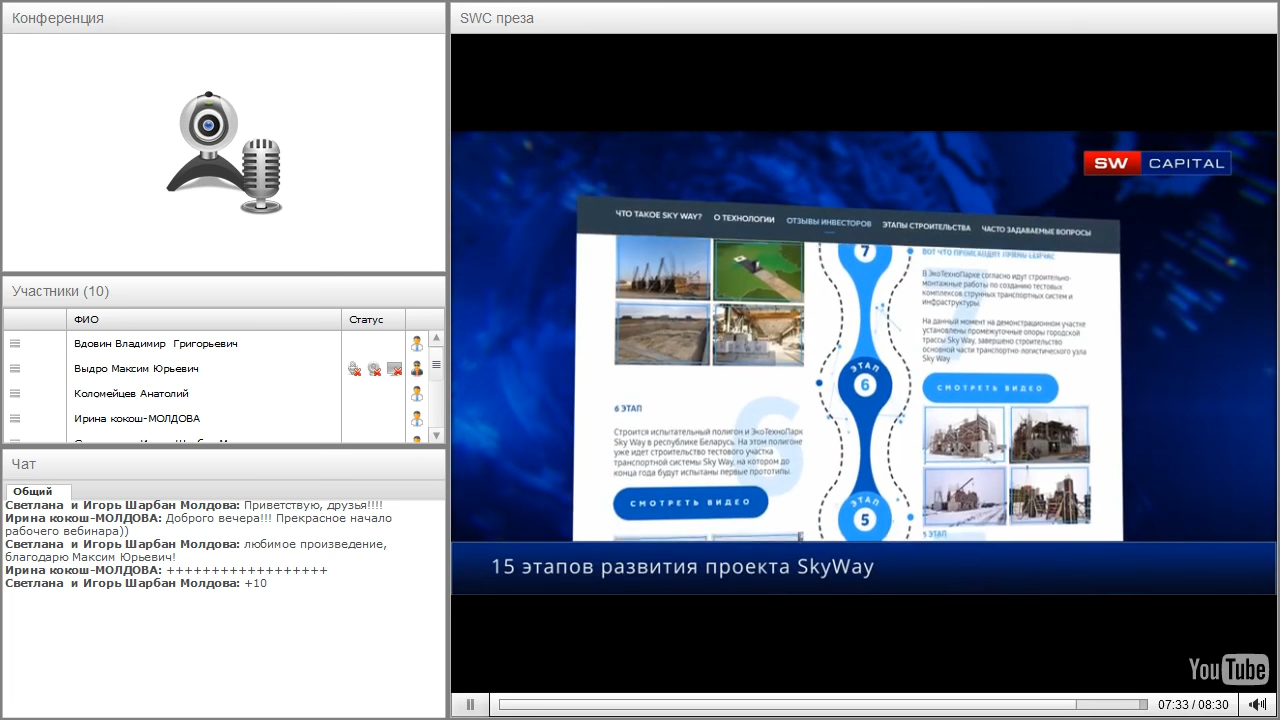 Конференция
SWC преза
SW CAPITAL
ЧТО ТАКОЕ SKY WAY? О ТЕХНОЛОГИИ ОТЗЫВЫ ИНВЕСТОРОВ ЭТАПЫ СТРОИТЕЛЬСТВА ЧАСТО ЗАДАВАЕМЫЕ ВОПРОСЫ
7
ВОТ ЧТО ПРОИСХОДИТ ПРЯМО СЕЙЧАС
В ЭкоТехноПарке согласно идут строительно-
монтажные работы по созданию тестовых
комплексов струнных транспортных систем и
инфраструктуры.
На данный момент на демонстрационном участке
установлены промежуточные опоры городской
трассы Sky Way, завершено строительство
основной части транспортно-логистического узла
Sky Way
СМОТРЕТЬ ВИДЕО
ЭТАП
6
6 ЭТАП
Строится испытательный полигон и ЭкоТехноПарк
Sky Way в республике Беларусь. На этом полигоне
уже идет строительство тестового участка
транспортной системы Sky Way, на котором до
конца года будут испытаны первые прототипы.
СМОТРЕТЬ ВИДЕО
ЭТАП
5
5 ЭТАП
15 этапов развития проекта SkyWay
YouTube
07:33 / 08:30
Участники (10)
ФИО Статус
Вдовин Владимир Григорьевич
Выдро Максим Юрьевич
Коломейцев Анатолий
Ирина кокош-МОЛДОВА
Чат
Общий
Светлана и Игорь Шарбан Молдова: Приветствую, друзья!!!!
Ирина кокош-МОЛДОВА: Доброго вечера!!! Прекрасное начало
рабочего вебинара))
Светлана и Игорь Шарбан Молдова: любимое произведение,
благодарю Максим Юрьевич!
Ирина кокош-МОЛДОВА: ++++++++++++++++++
Светлана и Игорь Шарбан Молдова: +10